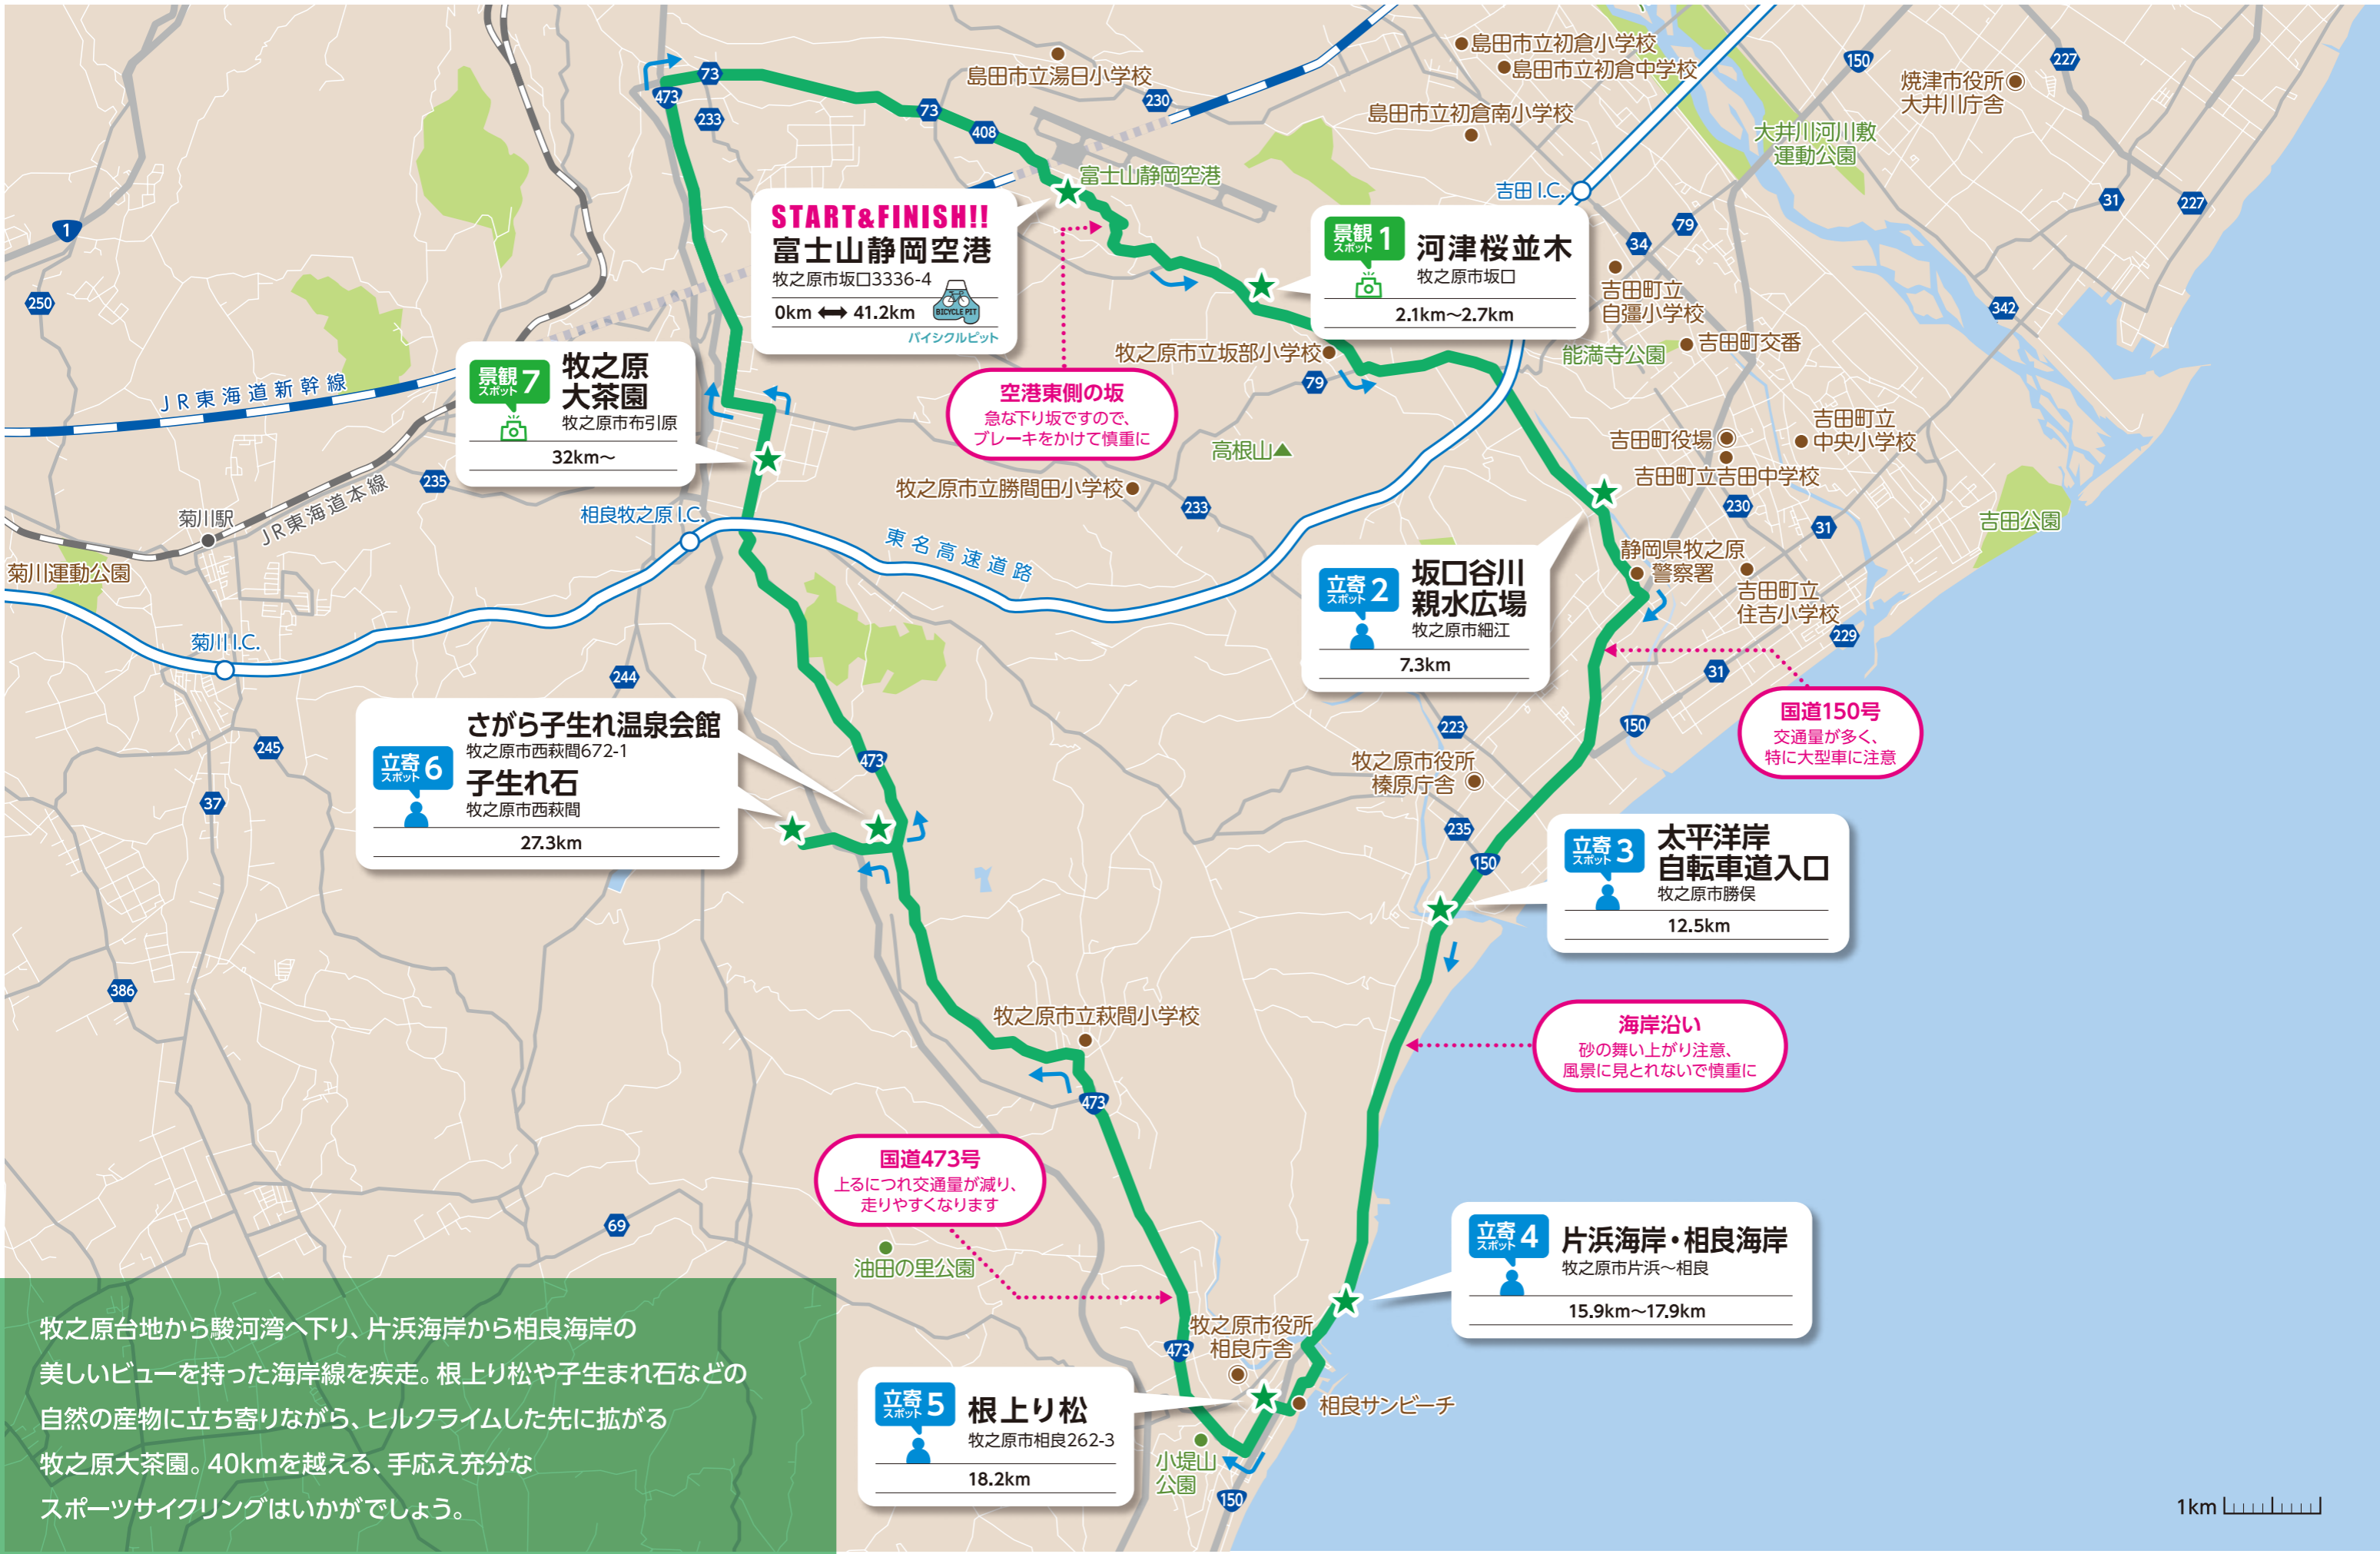 島田市立湯日小学校
島田市立初倉小学校
島田市立初倉中学校
島田市立初倉南小学校
焼津市役所
大井川庁舎
大井川河川敷
運動公園
73
473
233
73
408
230
150
227
31
227
富士山静岡空港
吉田 I.C.
START&FINISH!!
富士山静岡空港
牧之原市坂口3336-4
0km ↔ 41.2km
BICYCLE PIT
バイシクルピット
景観
スポット 1
河津桜並木
牧之原市坂口
2.1km〜2.7km
1
250
34
79
342
吉田町立
自彊小学校
吉田町交番
能満寺公園
牧之原市立坂部小学校
79
空港東側の坂
急な下り坂ですので、
ブレーキをかけて慎重に
JR東海道新幹線
景観
スポット 7
牧之原
大茶園
牧之原市布引原
32km〜
高根山▲
吉田町役場
吉田町立
中央小学校
吉田町立吉田中学校
230
31
吉田公園
235
菊川駅
JR東海道本線
相良牧之原 I.C.
牧之原市立勝間田小学校
233
東名高速道路
菊川運動公園
菊川 I.C.
静岡県牧之原
警察署
吉田町立
住吉小学校
229
31
150
立寄
スポット 2
坂口谷川
親水広場
牧之原市細江
7.3km
国道150号
交通量が多く、
特に大型車に注意
244
245
37
386
立寄
スポット 6
さがら子生れ温泉会館
牧之原市西萩間672-1
子生れ石
牧之原市西萩間
27.3km
473
223
牧之原市役所
榛原庁舎
235
150
立寄
スポット 3
太平洋岸
自転車道入口
牧之原市勝俣
12.5km
牧之原市立萩間小学校
473
海岸沿い
砂の舞い上がり注意、
風景に見とれないで慎重に
国道473号
上るにつれ交通量が減り、
走りやすくなります
69
油田の里公園
立寄
スポット 4
片浜海岸・相良海岸
牧之原市片浜〜相良
15.9km〜17.9km
473
牧之原市役所
相良庁舎
立寄
スポット 5
根上り松
牧之原市相良262-3
18.2km
相良サンビーチ
小堤山
公園
150
牧之原台地から駿河湾へ下り、片浜海岸から相良海岸の
美しいビューを持った海岸線を疾走。根上り松や子生まれ石などの
自然の産物に立ち寄りながら、ヒルクライムした先に拡がる
牧之原大茶園。40kmを越える、手応え充分な
スポーツサイクリングはいかがでしょう。
1km